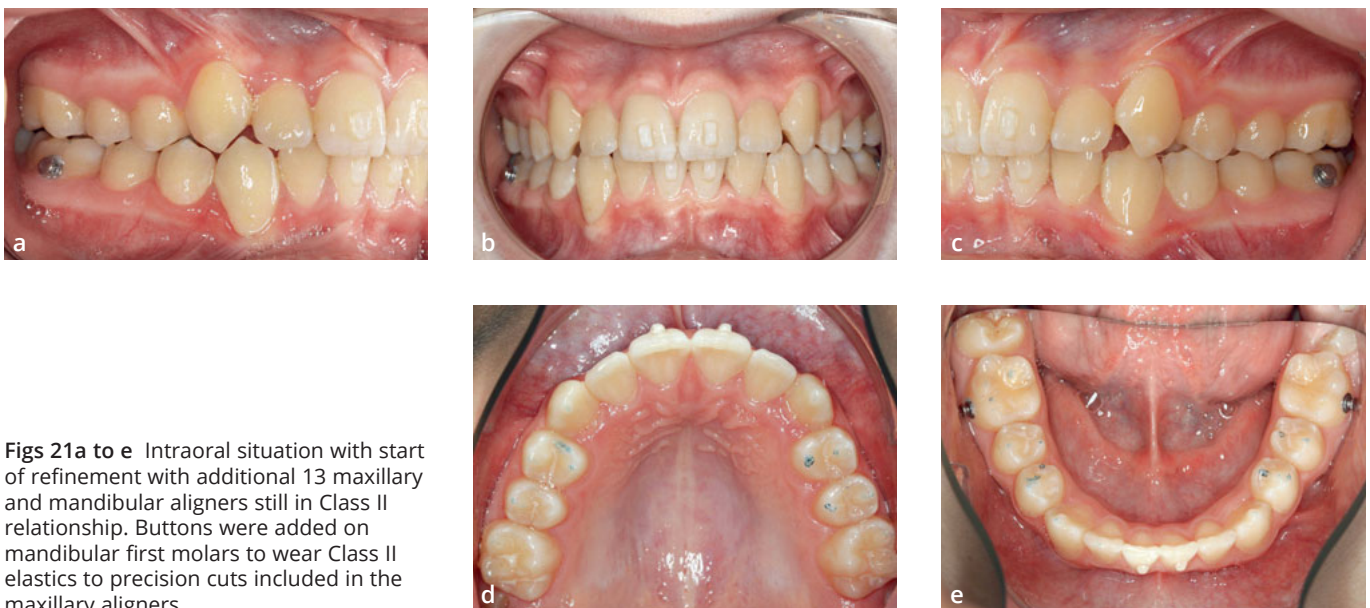 a
b
c
d
e
Figs 21a to e Intraoral situation with start
of refinement with additional 13 maxillary
and mandibular aligners still in Class II
relationship. Buttons were added on
mandibular first molars to wear Class II
elastics to precision cuts included in the
maxillary aligners.